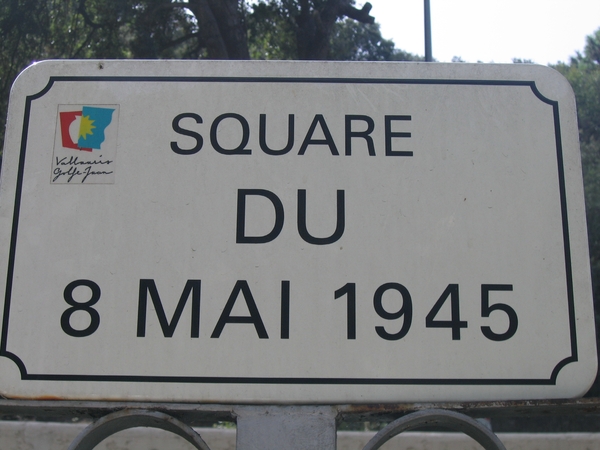 SQUARE
DU
8 MAI 1945
Vallauris
Golfe-Juan